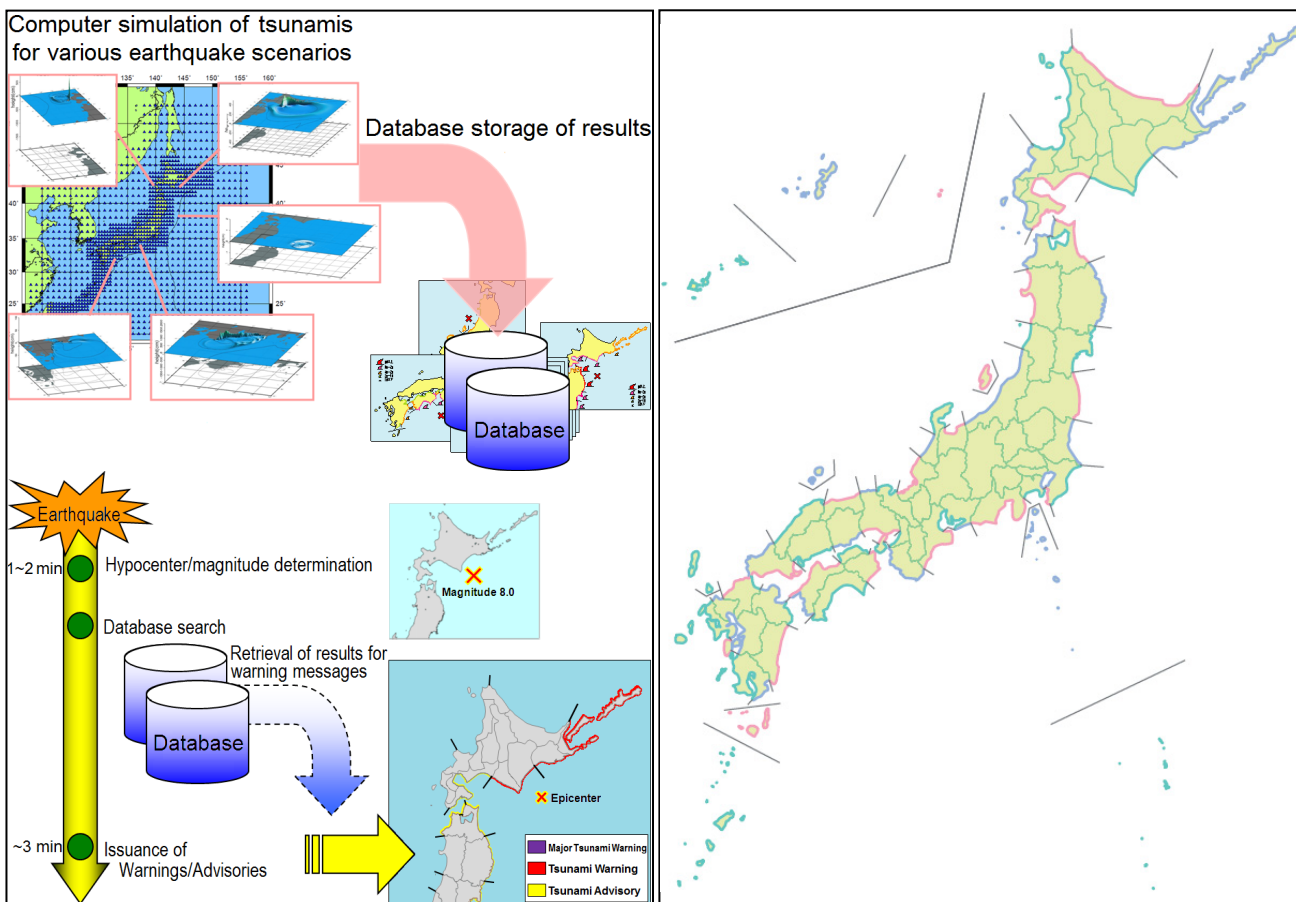 Computer simulation of tsunamis
for various earthquake scenarios
135˚
140˚
145˚
150˚
155˚
160˚
Database storage of results
40˚
35˚
30˚
25˚
25˚
Database
Earthquake
1~2 min
Hypocenter/magnitude determination
Magnitude 8.0
Database search
Retrieval of results for
warning messages
Database
Epicenter
~3 min
Issuance of
Warnings/Advisories
Major Tsunami Warning
Tsunami Warning
Tsunami Advisory